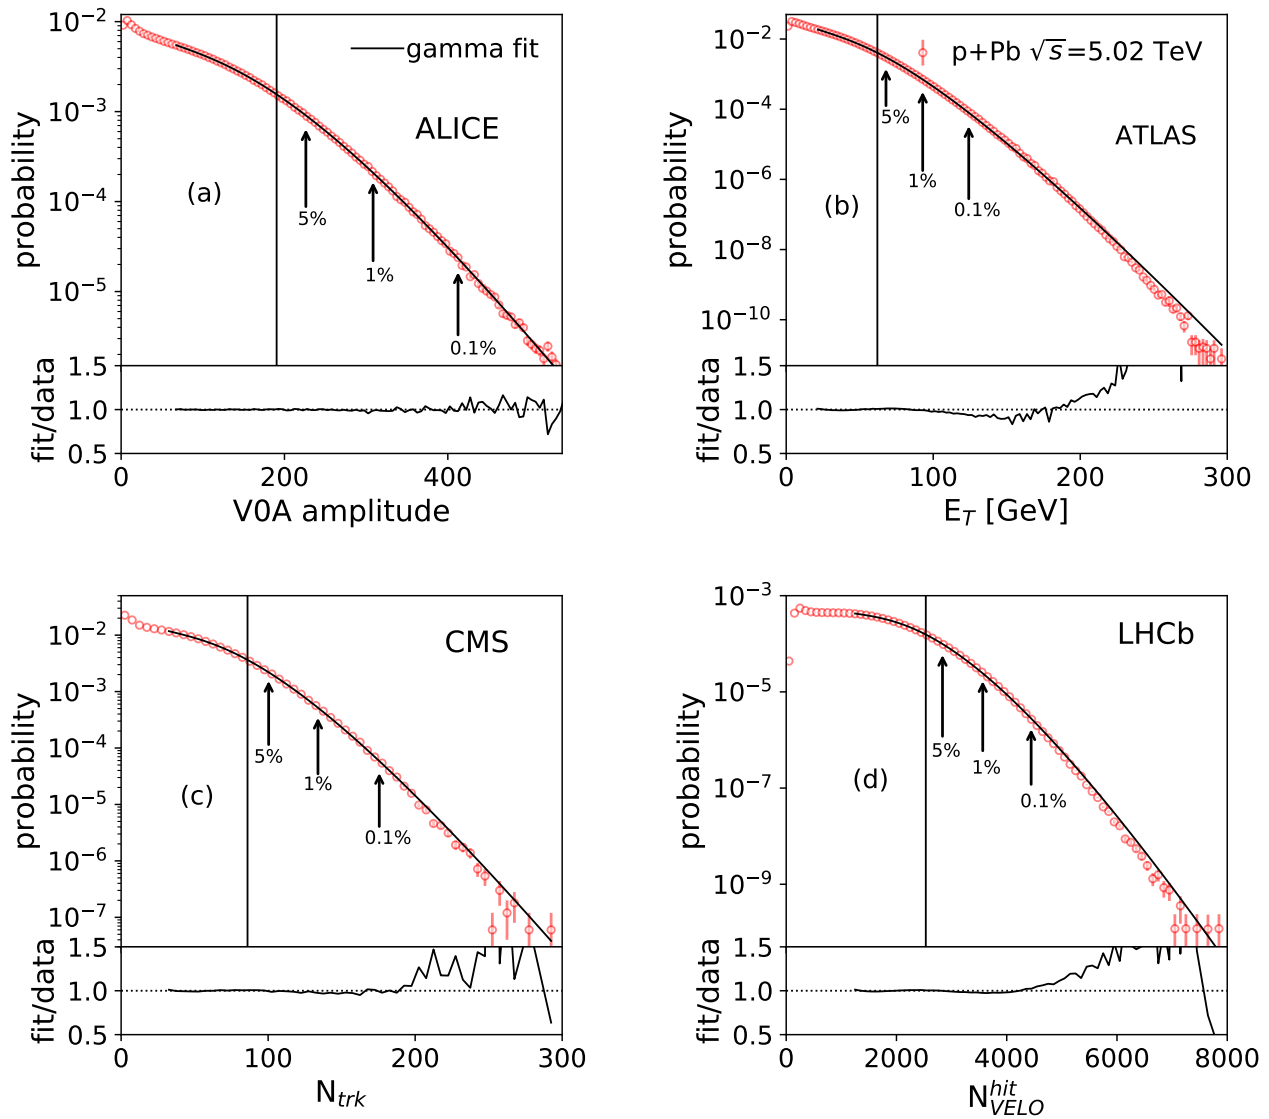 10⁻²
10⁻³
10⁻⁴
10⁻⁵
probability
gamma fit
ALICE
(a)
5%
1%
0.1%
1.5
1.0
0.5
fit/data
0 200 400
V0A amplitude
10⁻²
10⁻⁴
10⁻⁶
10⁻⁸
10⁻¹⁰
probability
p+Pb √s=5.02 TeV
ATLAS
(b)
5%
1%
0.1%
1.5
1.0
0.5
fit/data
0 100 200 300
E_T [GeV]
10⁻²
10⁻³
10⁻⁴
10⁻⁵
10⁻⁶
10⁻⁷
probability
CMS
(c)
5%
1%
0.1%
1.5
1.0
0.5
fit/data
0 100 200 300
N_trk
10⁻³
10⁻⁵
10⁻⁷
10⁻⁹
probability
LHCb
(d)
5%
1%
0.1%
1.5
1.0
0.5
fit/data
0 2000 4000 6000 8000
N_VELO^hit